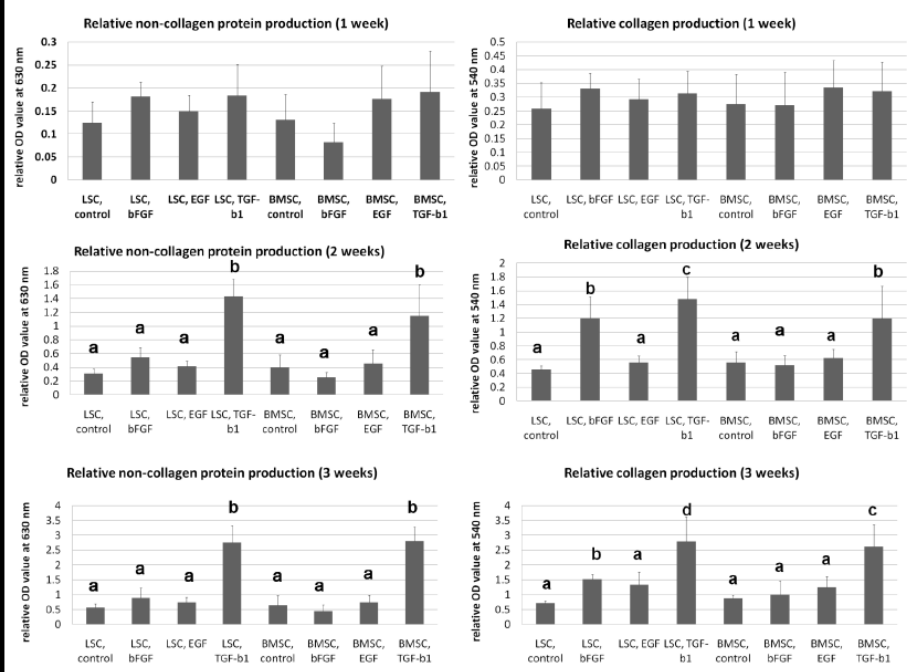 Relative non-collagen protein production (1 week)
relative OD value at 630 nm
0.3
0.25
0.2
0.15
0.1
0.05
0
LSC, control
LSC, bFGF
LSC, EGF
LSC, TGF-b1
BMSC, control
BMSC, bFGF
BMSC, EGF
BMSC, TGF-b1
Relative collagen production (1 week)
relative OD value at 540 nm
0.5
0.45
0.4
0.35
0.3
0.25
0.2
0.15
0.1
0.05
0
LSC, control
LSC, bFGF
LSC, EGF
LSC, TGF-b1
BMSC, control
BMSC, bFGF
BMSC, EGF
BMSC, TGF-b1
Relative non-collagen protein production (2 weeks)
relative OD value at 630 nm
1.8
1.6
1.4
1.2
1
0.8
0.6
0.4
0.2
0
a
a
a
b
a
a
a
b
LSC, control
LSC, bFGF
LSC, EGF
LSC, TGF-b1
BMSC, control
BMSC, bFGF
BMSC, EGF
BMSC, TGF-b1
Relative collagen production (2 weeks)
relative OD value at 540 nm
2
1.8
1.6
1.4
1.2
1
0.8
0.6
0.4
0.2
0
a
b
a
c
a
a
a
b
LSC, control
LSC, bFGF
LSC, EGF
LSC, TGF-b1
BMSC, control
BMSC, bFGF
BMSC, EGF
BMSC, TGF-b1
Relative non-collagen protein production (3 weeks)
relative OD value at 630 nm
4
3.5
3
2.5
2
1.5
1
0.5
0
a
a
a
b
a
a
a
b
LSC, control
LSC, bFGF
LSC, EGF
LSC, TGF-b1
BMSC, control
BMSC, bFGF
BMSC, EGF
BMSC, TGF-b1
Relative collagen production (3 weeks)
relative OD value at 540 nm
4
3.5
3
2.5
2
1.5
1
0.5
0
a
b
a
d
a
a
a
c
LSC, control
LSC, bFGF
LSC, EGF
LSC, TGF-b1
BMSC, control
BMSC, bFGF
BMSC, EGF
BMSC, TGF-b1